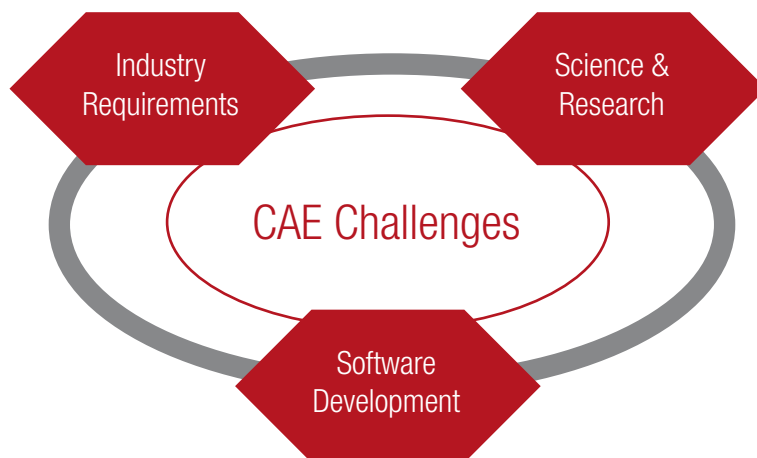 Industry
Requirements
Science &
Research
CAE Challenges
Software
Development